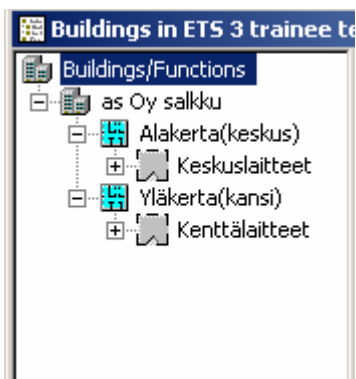 Buildings in ETS 3 trainee te
Buildings/Functions
as Oy salkku
Alakerta(keskus)
Keskuslaitteet
Yläkerta(kansi)
Kenttälaitteet